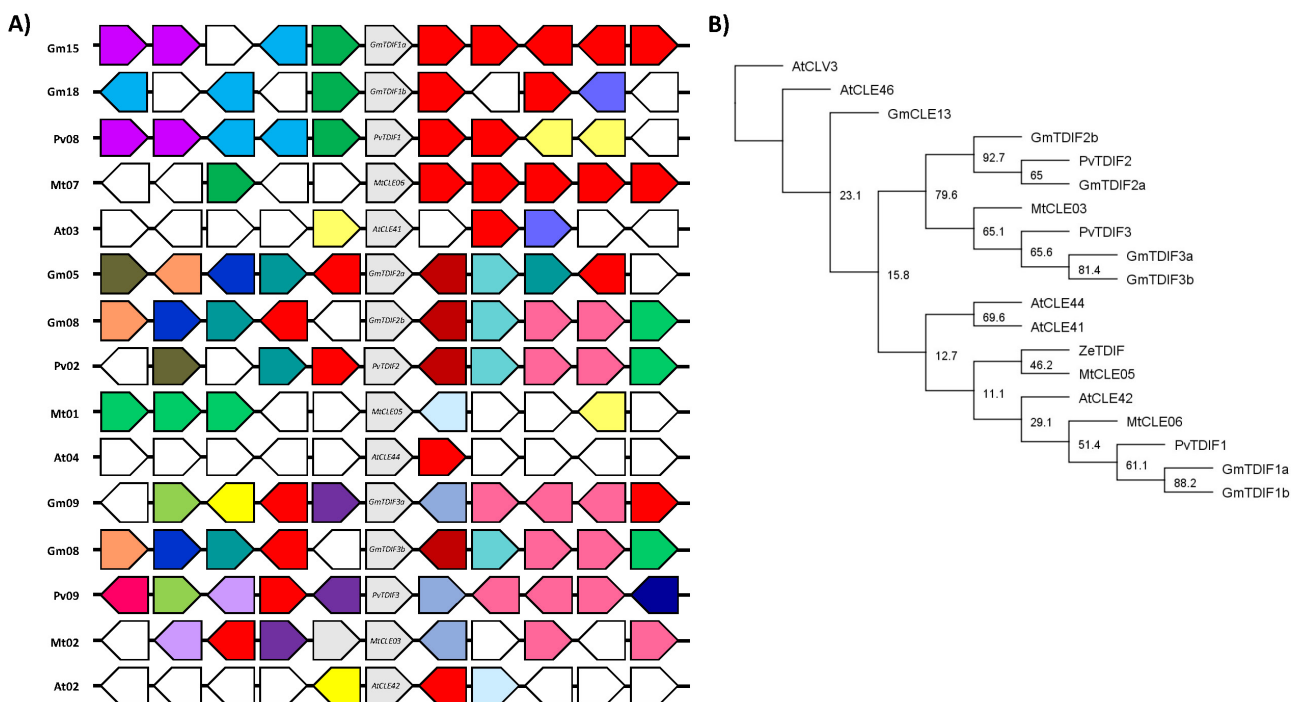 A)
Gm15 GmTDIF1a
Gm18 GmTDIF1b
Pv08 PvTDIF1
Mt07 MtCLE06
At03 AtCLE41
Gm05 GmTDIF2a
Gm08 GmTDIF2b
Pv02 PvTDIF2
Mt01 MtCLE05
At04 AtCLE44
Gm09 GmTDIF3a
Gm08 GmTDIF3b
Pv09 PvTDIF3
Mt02 MtCLE03
At02 AtCLE42
B)
AtCLV3
AtCLE46
GmCLE13
GmTDIF2b
92.7
PvTDIF2
65
GmTDIF2a
23.1
79.6
MtCLE03
65.1
PvTDIF3
65.6
GmTDIF3a
81.4
GmTDIF3b
15.8
AtCLE44
69.6
AtCLE41
12.7
ZeTDIF
46.2
MtCLE05
11.1
AtCLE42
29.1
MtCLE06
51.4
PvTDIF1
61.1
GmTDIF1a
88.2
GmTDIF1b